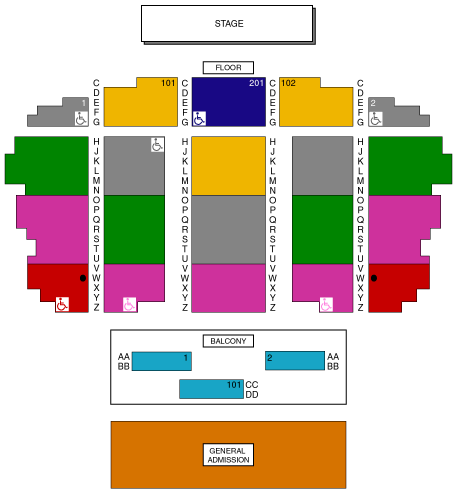 STAGE
FLOOR
C 101 C 201 C 102 C
D D D D
1 E E E E 2
F F F F
G G G G
H H H H
J J J J
K K K K
L L L L
M M M M
N N N N
O O O O
P P P P
Q Q Q Q
R R R R
S S S S
T T T T
U U U U
V V V V
W W W W
X X X X
Y Y Y Y
Z Z Z Z
BALCONY
AA 1 2 AA
BB BB
101 CC
DD
GENERAL
ADMISSION